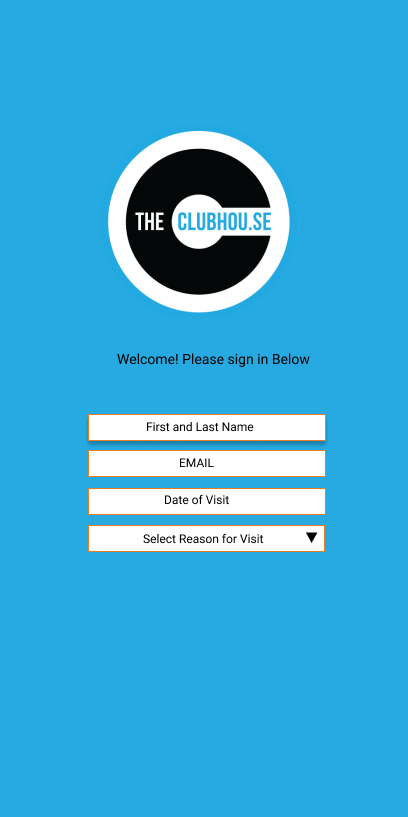 THE CLUBHOU.SE
Welcome! Please sign in Below
First and Last Name
EMAIL
Date of Visit
Select Reason for Visit